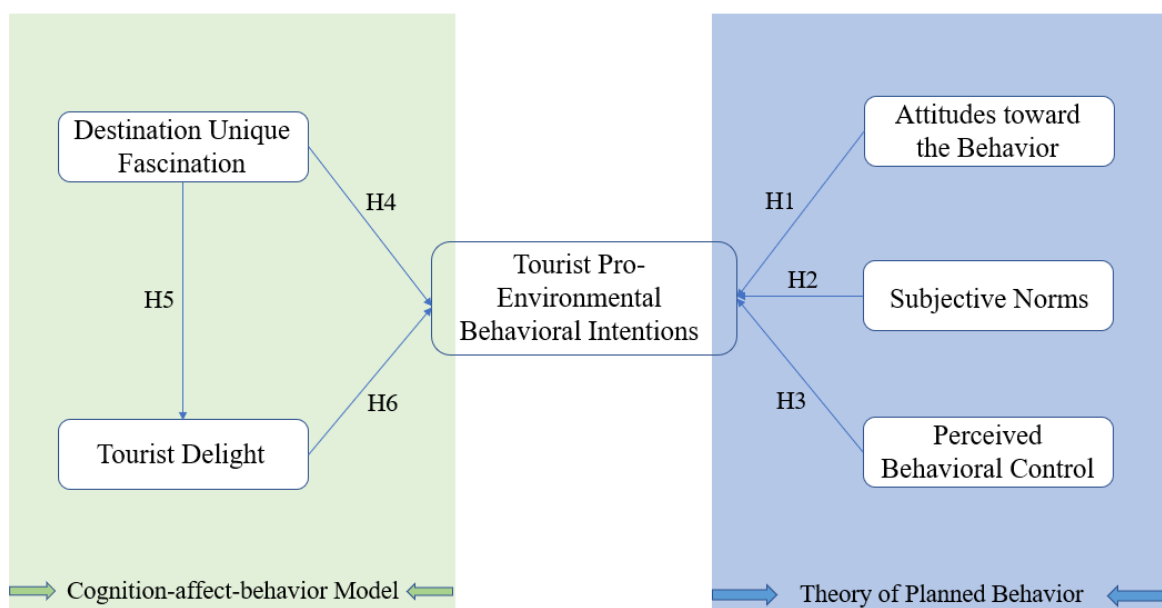 Destination Unique
Fascination
H4
H5
H6
Tourist Delight
Cognition-affect-behavior Model
Tourist Pro-
Environmental
Behavioral Intentions
Attitudes toward
the Behavior
H1
H2
Subjective Norms
H3
Perceived
Behavioral Control
Theory of Planned Behavior